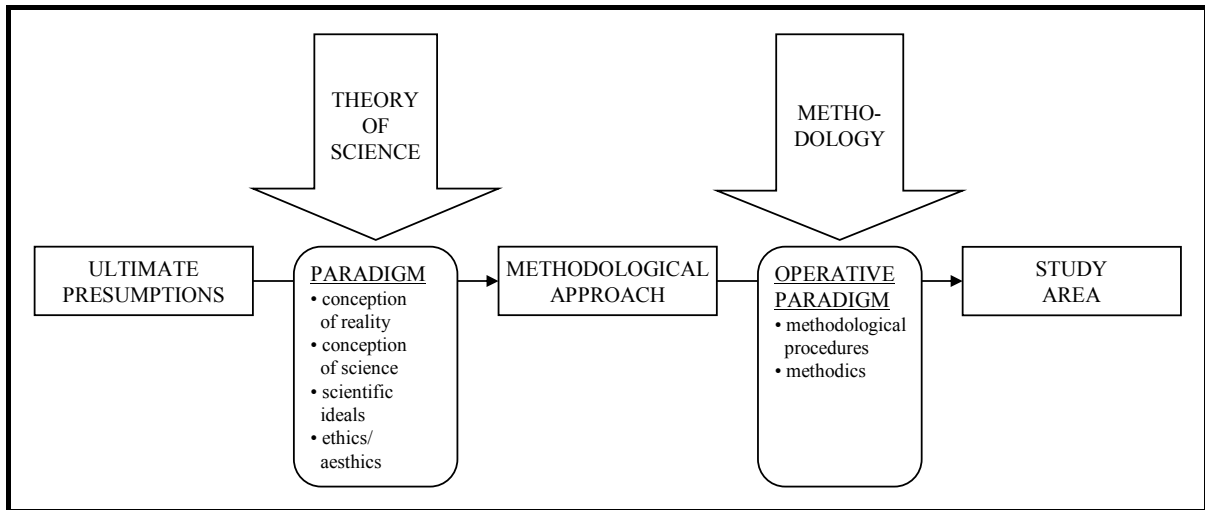 THEORY
OF
SCIENCE
METHO-
DOLOGY
ULTIMATE
PRESUMPTIONS
PARADIGM
• conception
of reality
• conception
of science
• scientific
ideals
• ethics/
aesthics
METHODOLOGICAL
APPROACH
OPERATIVE
PARADIGM
• methodological
procedures
• methodics
STUDY
AREA